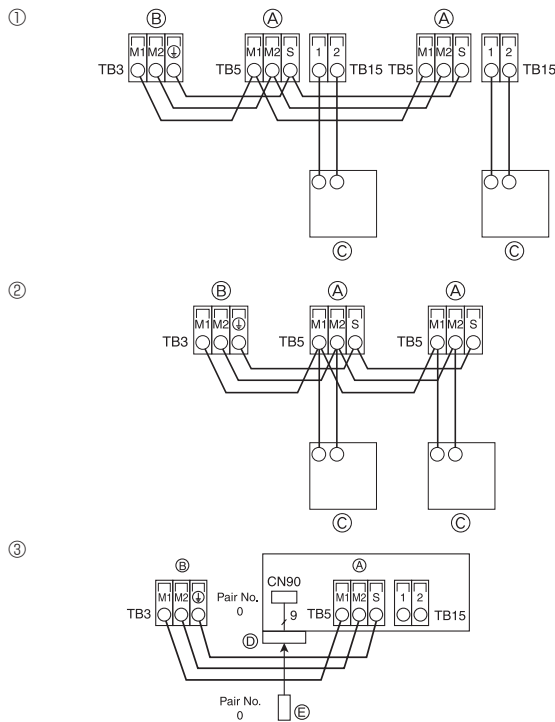 ①
Ⓑ Ⓐ Ⓐ
M1 M2 ⏚ M1 M2 S 1 2 M1 M2 S 1 2
TB3 TB5 TB15 TB5 TB15
Ⓒ Ⓒ
②
Ⓑ Ⓐ Ⓐ
M1 M2 ⏚ M1 M2 S M1 M2 S
TB3 TB5 TB5
Ⓒ Ⓒ
③
Ⓑ Ⓐ
CN90
M1 M2 ⏚ Pair No. M1 M2 S 1 2
TB3 0 9 TB5 TB15
Ⓓ
Pair No.
0 Ⓔ